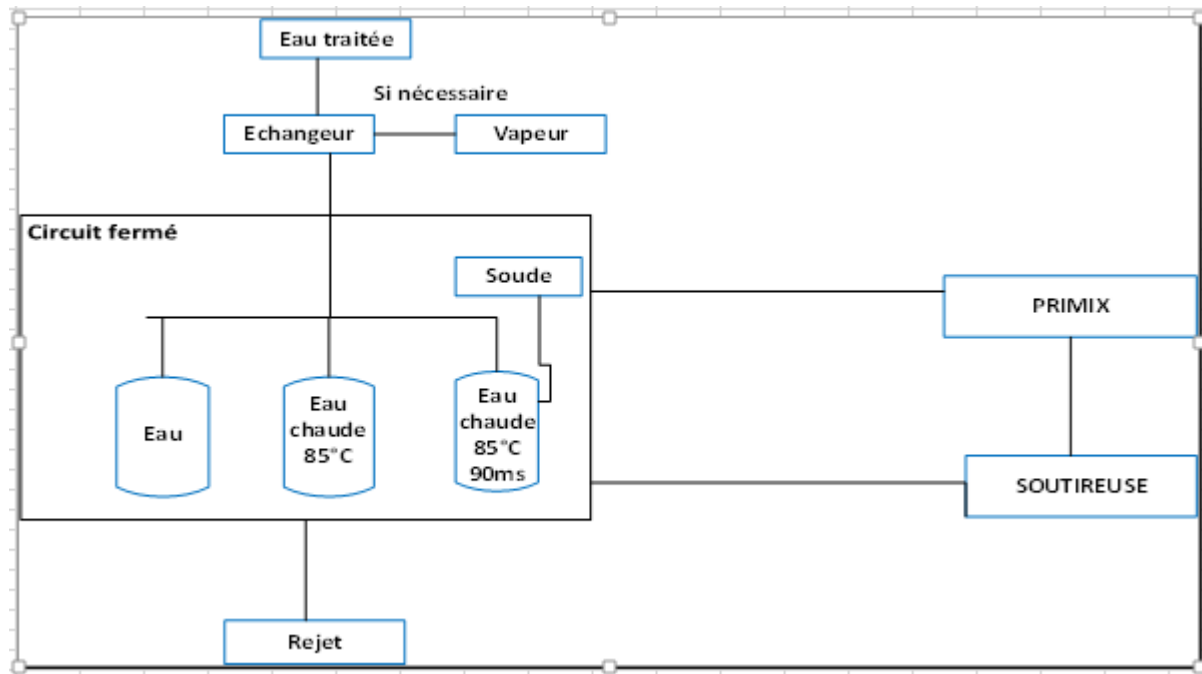 Eau traitée
Si nécessaire
Echangeur
Vapeur
Circuit fermé
Soude
PRIMIX
Eau
Eau
chaude
85°C
Eau
chaude
85°C
90ms
SOUTIREUSE
Rejet